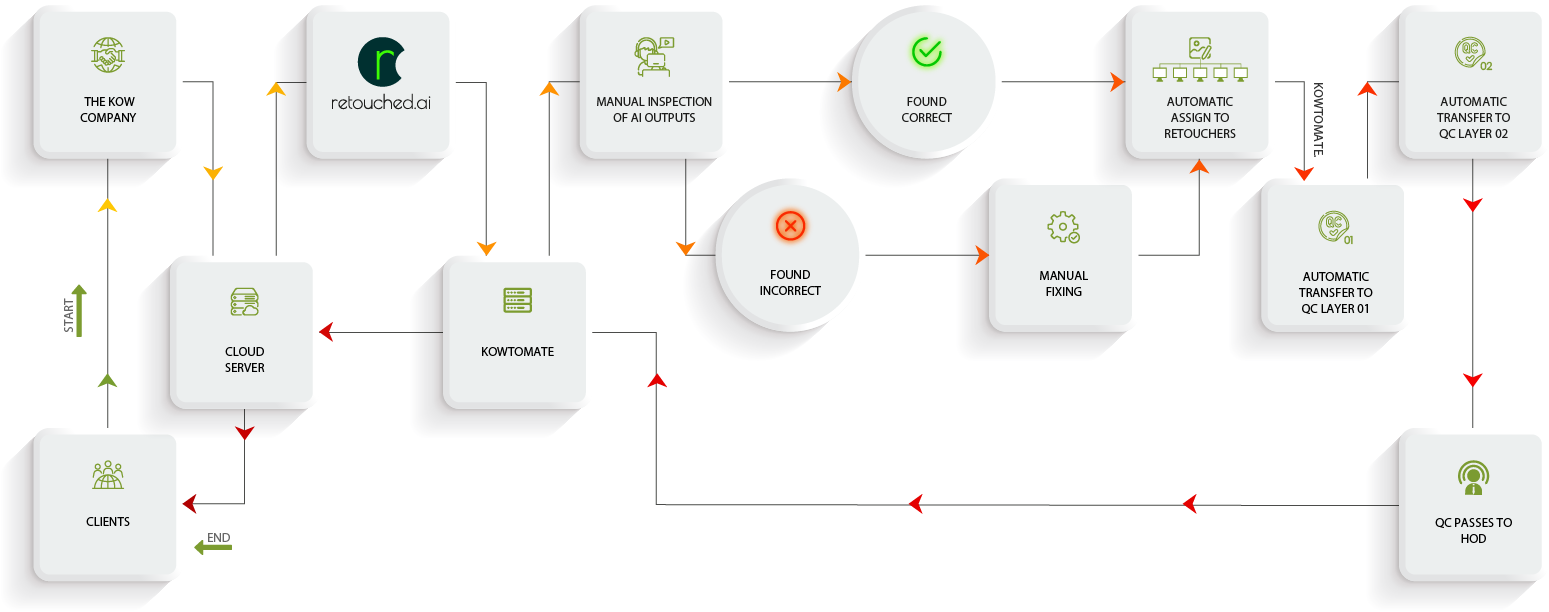 THE KOW
COMPANY
retouched.ai
MANUAL INSPECTION
OF AI OUTPUTS
FOUND
CORRECT
AUTOMATIC
ASSIGN TO
RETOUCHERS
KOWTOMATE.
QC
02
AUTOMATIC
TRANSFER TO
QC LAYER 02
FOUND
INCORRECT
MANUAL
FIXING
QC
01
AUTOMATIC
TRANSFER TO
QC LAYER 01
START
CLOUD
SERVER
KOWTOMATE
CLIENTS
END
QC PASSES TO
HOD